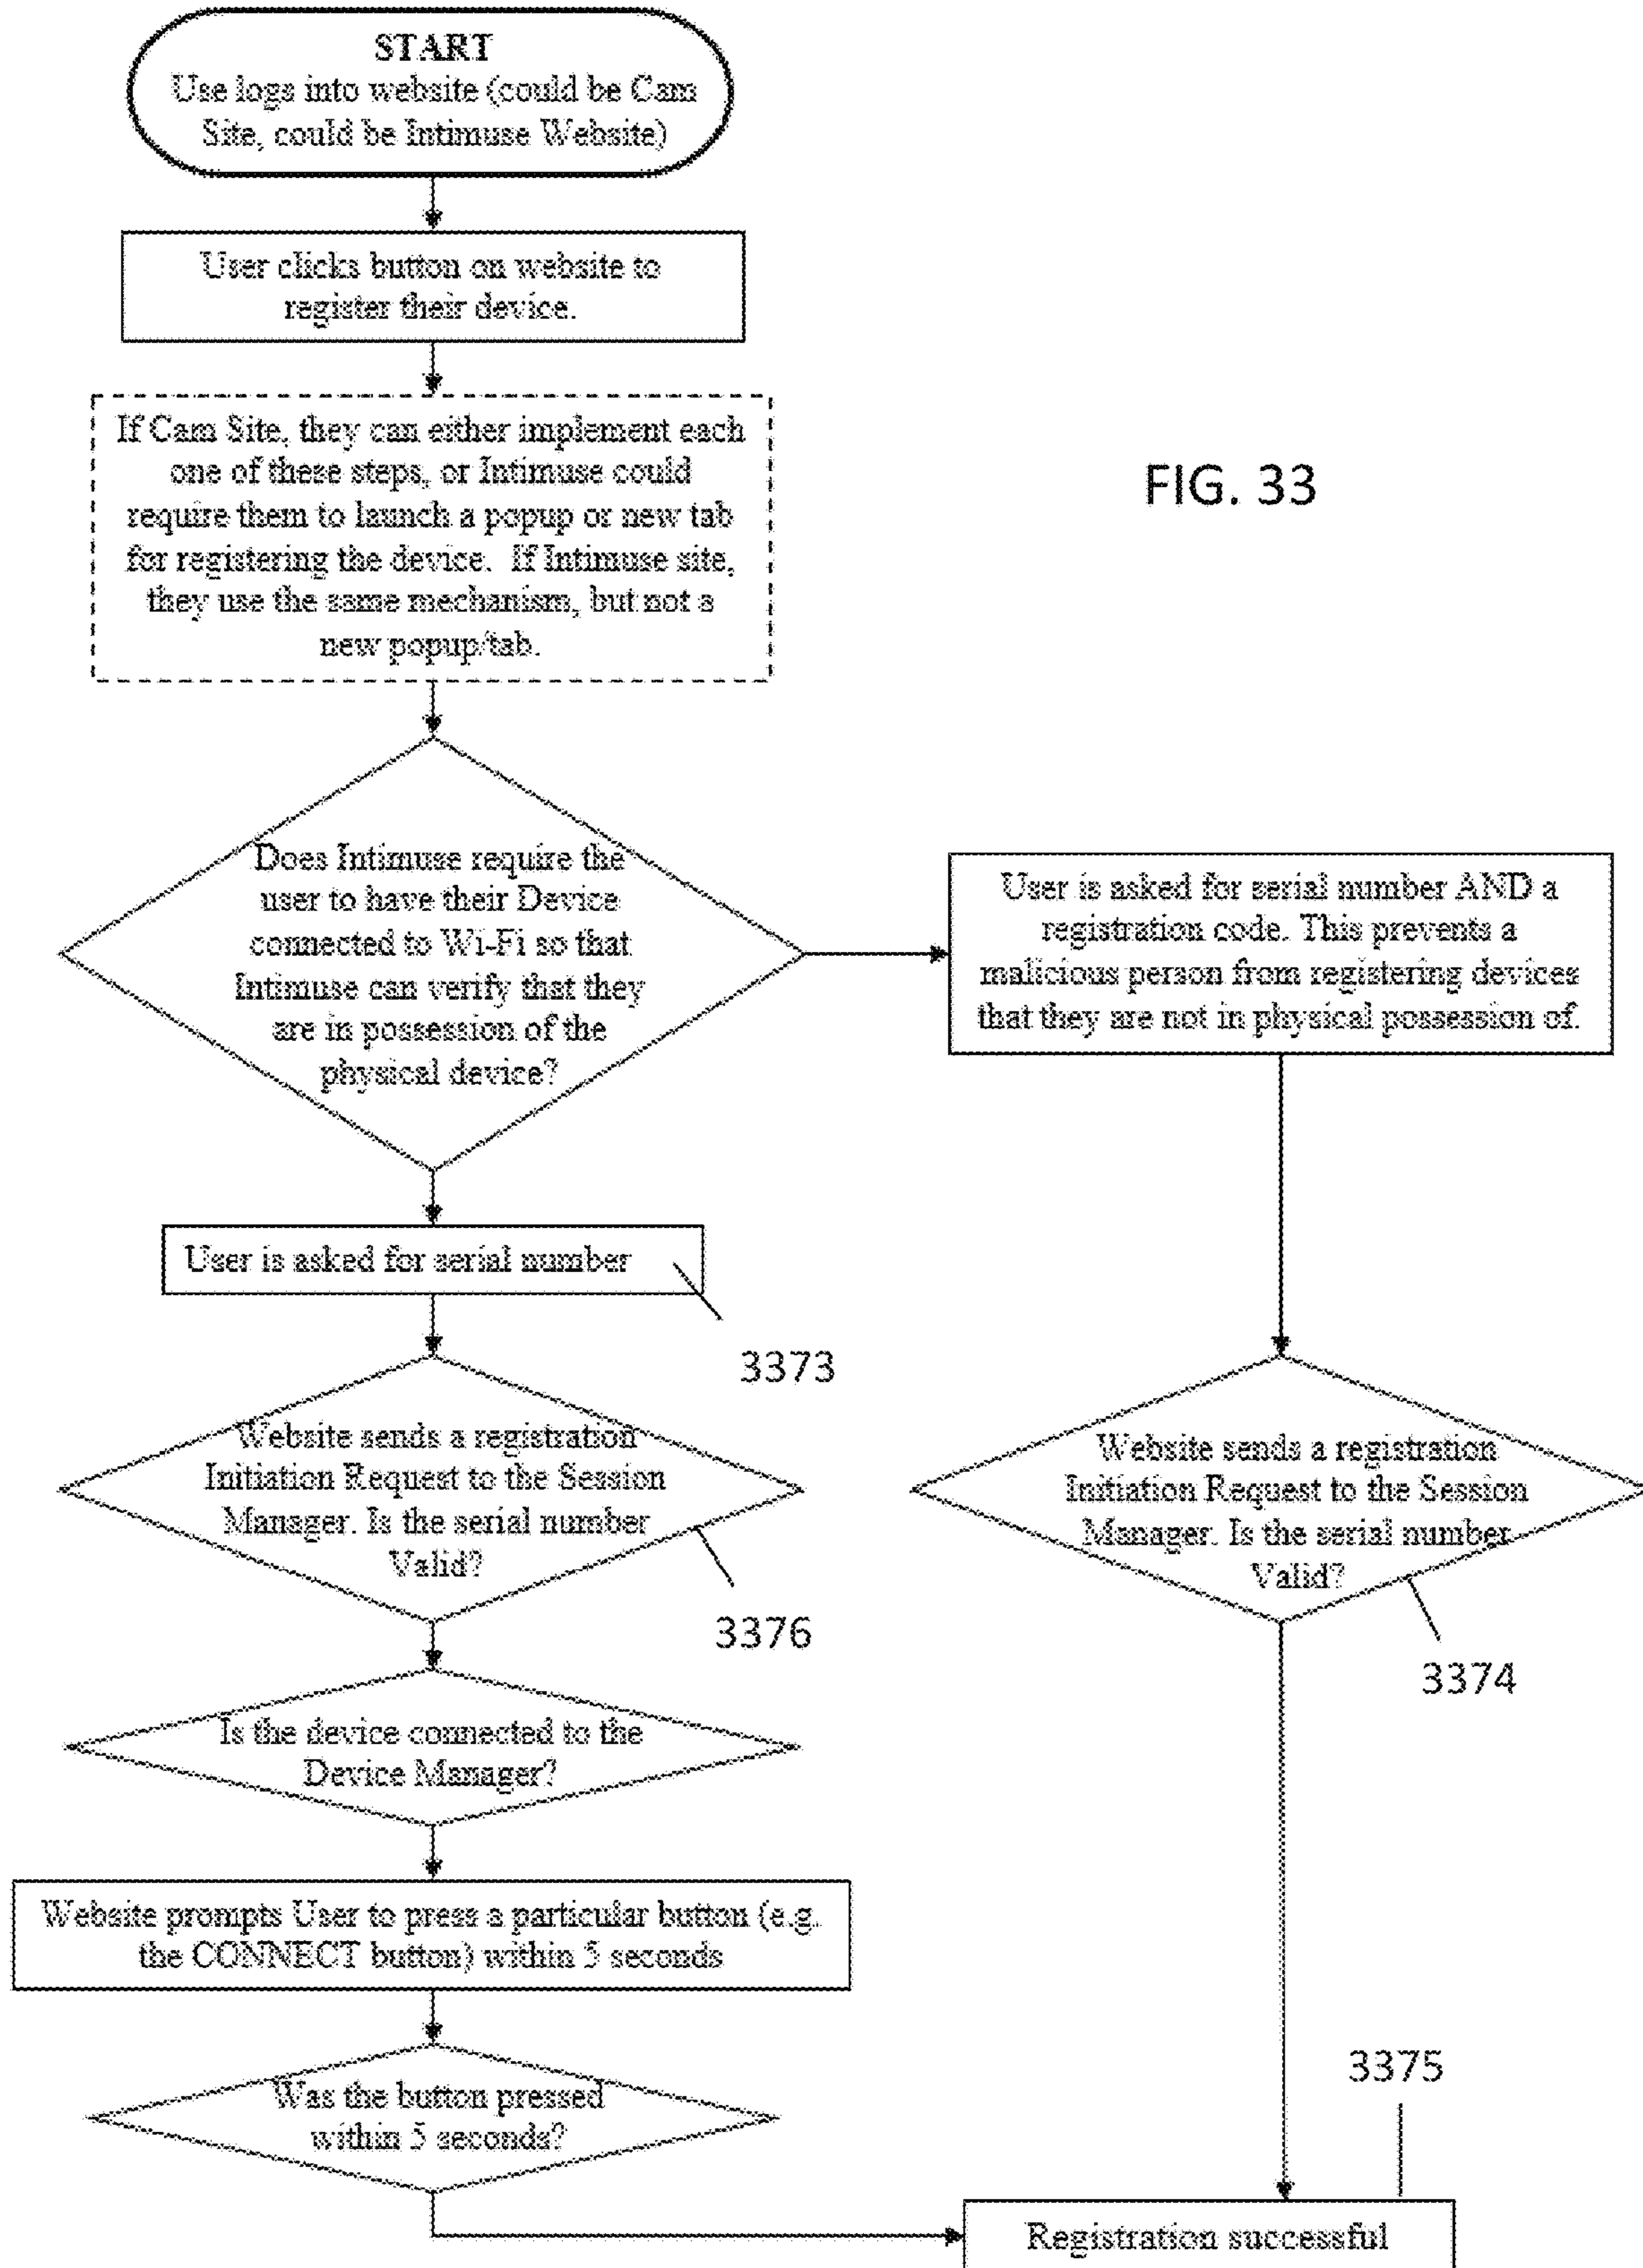 START
Use logs into website (could be Cam
Site, could be Intimuse Website)
User clicks button on website to
register their device.
If Cam Site, they can either implement each
one of these steps, or Intimuse could
require them to launch a popup or new tab
for registering the device. If Intimuse site,
they use the same mechanism, but not a
new popup/tab.
FIG. 33
Does Intimuse require the
user to have their Device
connected to Wi-Fi so that
Intimuse can verify that they
are in possession of the
physical device?
User is asked for serial number AND a
registration code. This prevents a
malicious person from registering devices
that they are not in physical possession of.
User is asked for serial number
3373
Website sends a registration
Initiation Request to the Session
Manager. Is the serial number
Valid?
3376
Website sends a registration
Initiation Request to the Session
Manager. Is the serial number
Valid?
3374
Is the device connected to the
Device Manager?
Website prompts User to press a particular button (e.g.
the CONNECT button) within 5 seconds
Was the button pressed
within 5 seconds?
3375
Registration successful